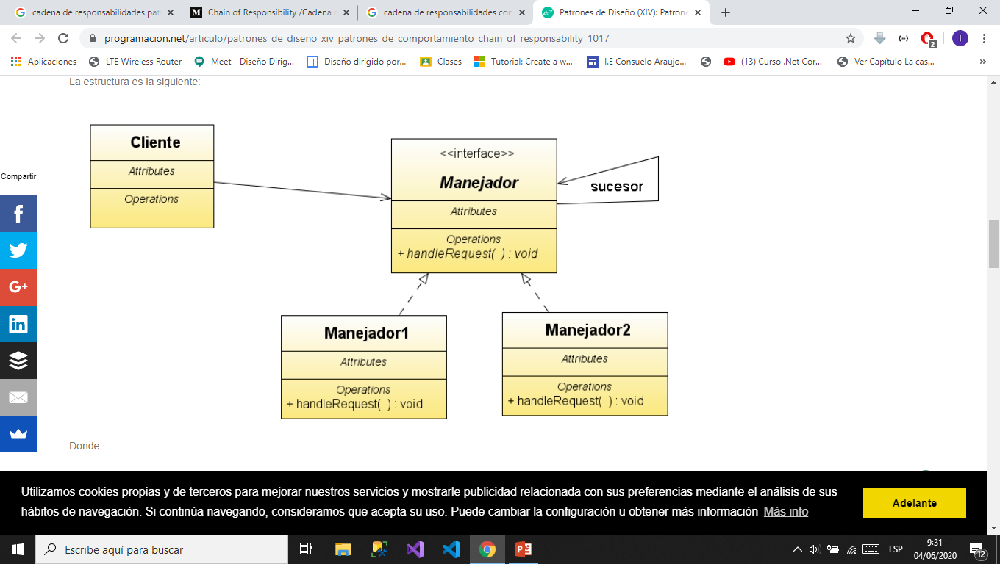 cadena de responsabilidades pat
Chain of Responsibility /Cadena
cadena de responsabilidades con
Patrones de Diseño (XIV): Patrone
programacion.net/articulo/patrones_de_diseno_xiv_patrones_de_comportamiento_chain_of_responsability_1017
I
2
Aplicaciones
LTE Wireless Router
Meet - Diseño Dirig...
Diseño dirigido por...
Clases
Tutorial: Create a w...
I.E Consuelo Araujo...
(13) Curso .Net Cor...
Ver Capítulo La cas...
»
La estructura es la siguiente:
Cliente
Attributes
Operations
<<interface>>
Manejador
Attributes
Operations
+ handleRequest( ) : void
sucesor
Compartir
Manejador1
Attributes
Operations
+ handleRequest( ) : void
Manejador2
Attributes
Operations
+ handleRequest( ) : void
Donde:
Utilizamos cookies propias y de terceros para mejorar nuestros servicios y mostrarle publicidad relacionada con sus preferencias mediante el análisis de sus
hábitos de navegación. Si continúa navegando, consideramos que acepta su uso. Puede cambiar la configuración u obtener más información Más info
Adelante
Escribe aquí para buscar
ESP
9:31
04/06/2020
12